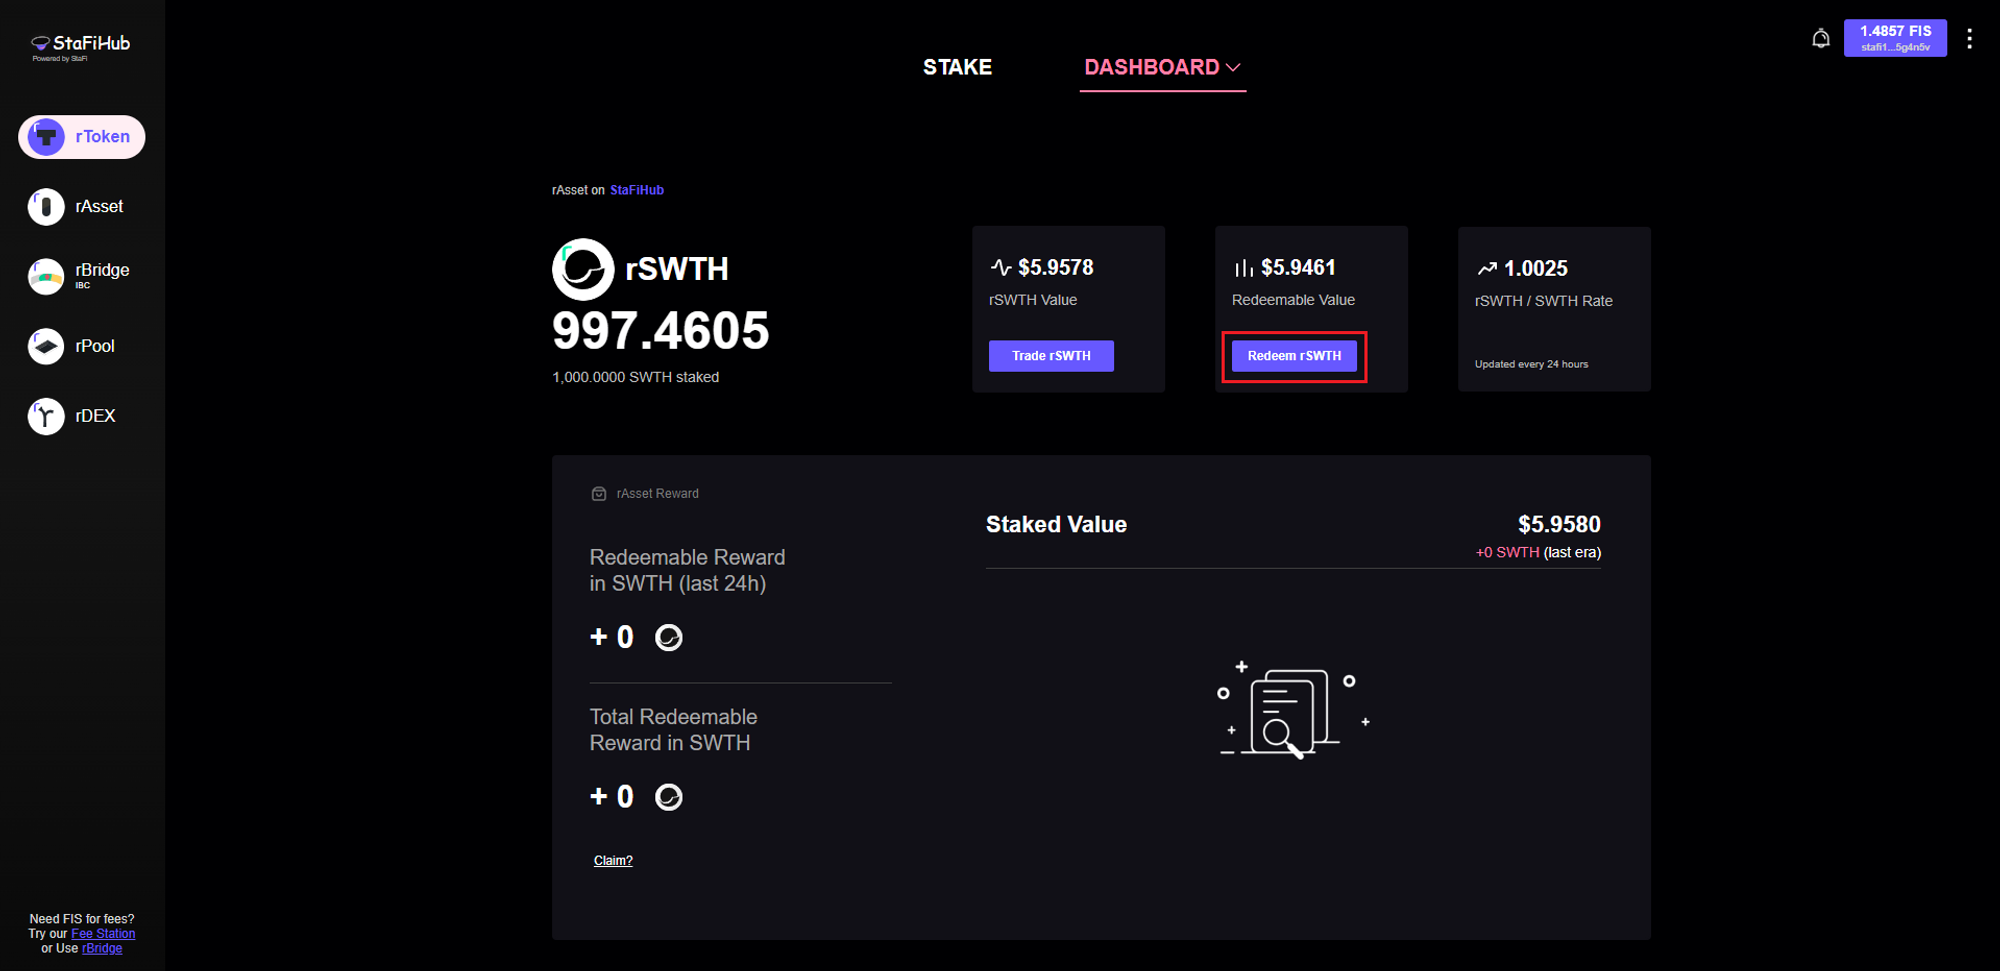 StaFiHub
Powered by StaFi
rToken
rAsset
rBridge
IBC
rPool
rDEX
Need FIS for fees?
Try our Fee Station
or Use rBridge
STAKE
DASHBOARD
1.4857 FIS
stafi1...5g4n5v
rAsset on StaFiHub
rSWTH
997.4605
1,000.0000 SWTH staked
$5.9578
rSWTH Value
Trade rSWTH
$5.9461
Redeemable Value
Redeem rSWTH
1.0025
rSWTH / SWTH Rate
Updated every 24 hours
rAsset Reward
Redeemable Reward
in SWTH (last 24h)
+ 0
Total Redeemable
Reward in SWTH
+ 0
Claim?
Staked Value
$5.9580
+0 SWTH (last era)